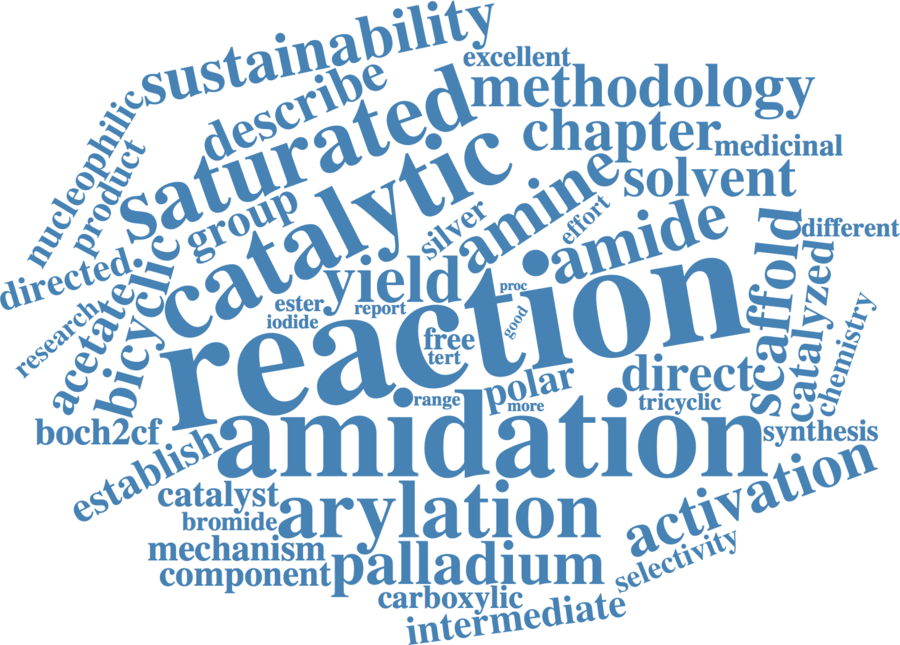 sustainability
excellent
describe
methodology
nucleophilic
Saturated
chapter
medicinal
product
group
catalytic
amine
solvent
silver
effort
amide
scaffold
different
directed
bicyclic
yield
proc
ester
report
iodide
good
reaction
catalyzed
chemistry
research
acetate
free
tert
polar
direct
range
more
tricyclic
boch2cf
amidation
synthesis
establish
catalyst
bromide
arylation
activation
mechanism
component
palladium
selectivity
carboxylic
intermediate